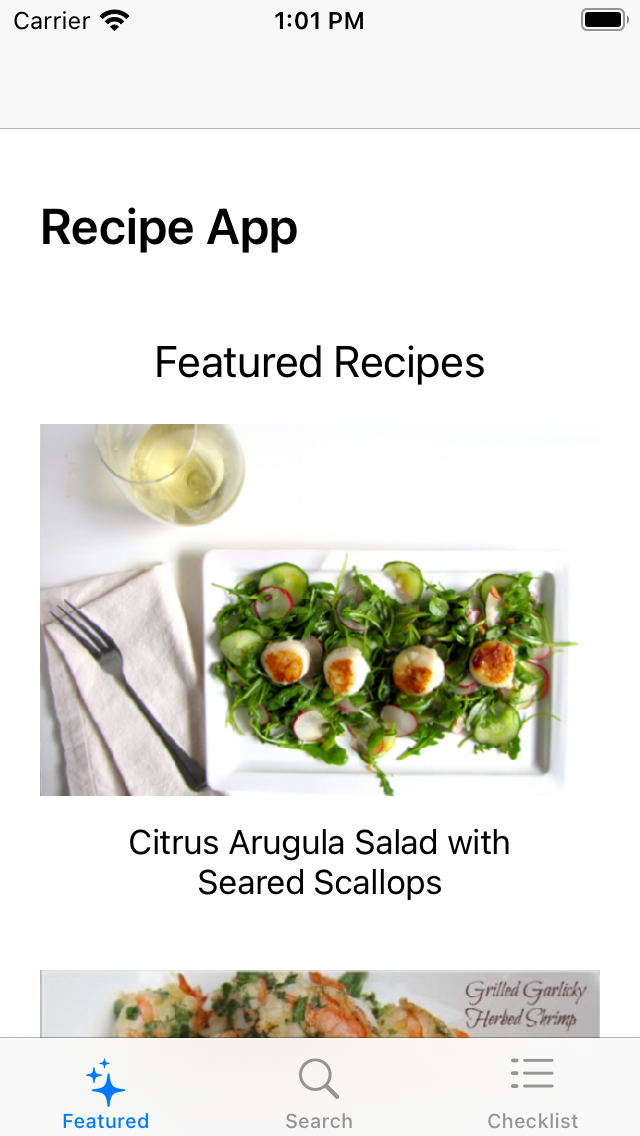 Carrier 1:01 PM
Recipe App
Featured Recipes
Citrus Arugula Salad with
Seared Scallops
Grilled Garlicky
Herbed Shrimp
Featured Search Checklist